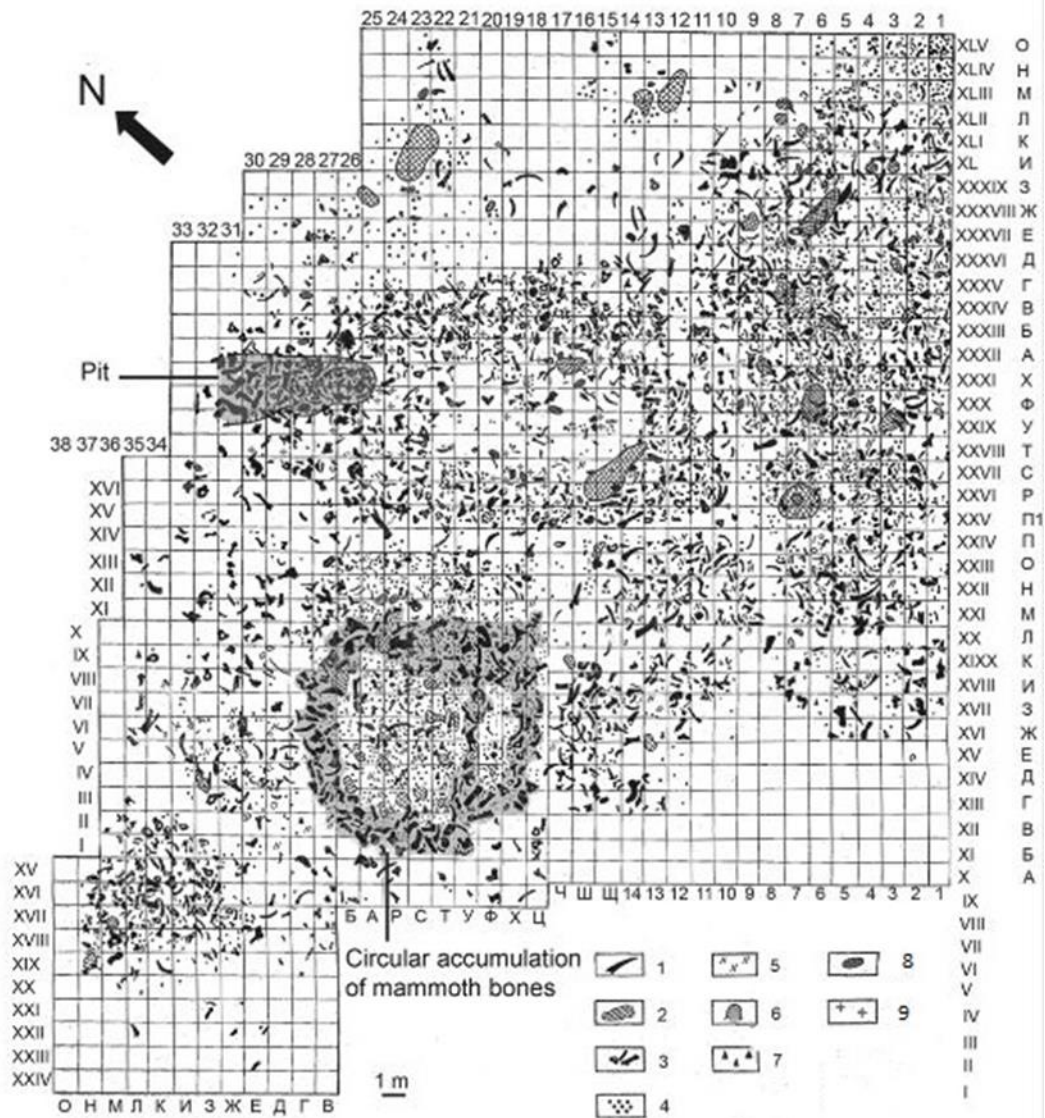 25 24 23 22 21 20 19 18 17 16 15 14 13 12 11 10 9 8 7 6 5 4 3 2 1
XLV О
XLIV Н
N
XLIII М
XLII Л
XLI К
30 29 28 27 26
XL И
XXXIX З
XXXVIII Ж
33 32 31
XXXVII Е
XXXVI Д
XXXV Г
XXXIV В
XXXIII Б
XXXII А
Pit
XXXI Х
XXX Ф
XXIX У
38 37 36 35 34
XXVIII Т
XXVII С
XVI
XXVI Р
XV
XXV П1
XIV
XXIV П
XIII
XXIII О
XII
XXII Н
XI
XXI М
X
XX Л
IX
XIXX К
VIII
XVIII И
VII
XVII З
VI
XVI Ж
V
XV Е
IV
XIV Д
III
XIII Г
II
XII В
I
XI Б
XV
X А
XVI
Ч Ш Щ 14 13 12 11 10 9 8 7 6 5 4 3 2 1
IX
XVII
Б А Р С Т У Ф Х Ц
VIII
XVIII
VII
XIX
Circular accumulation
of mammoth bones
1 5 8
VI
XX
V
XXI
2 6 9
IV
XXII
III
XXIII
3 7
II
XXIV
1 m
I
О Н М Л К И З Ж Е Д Г В
4